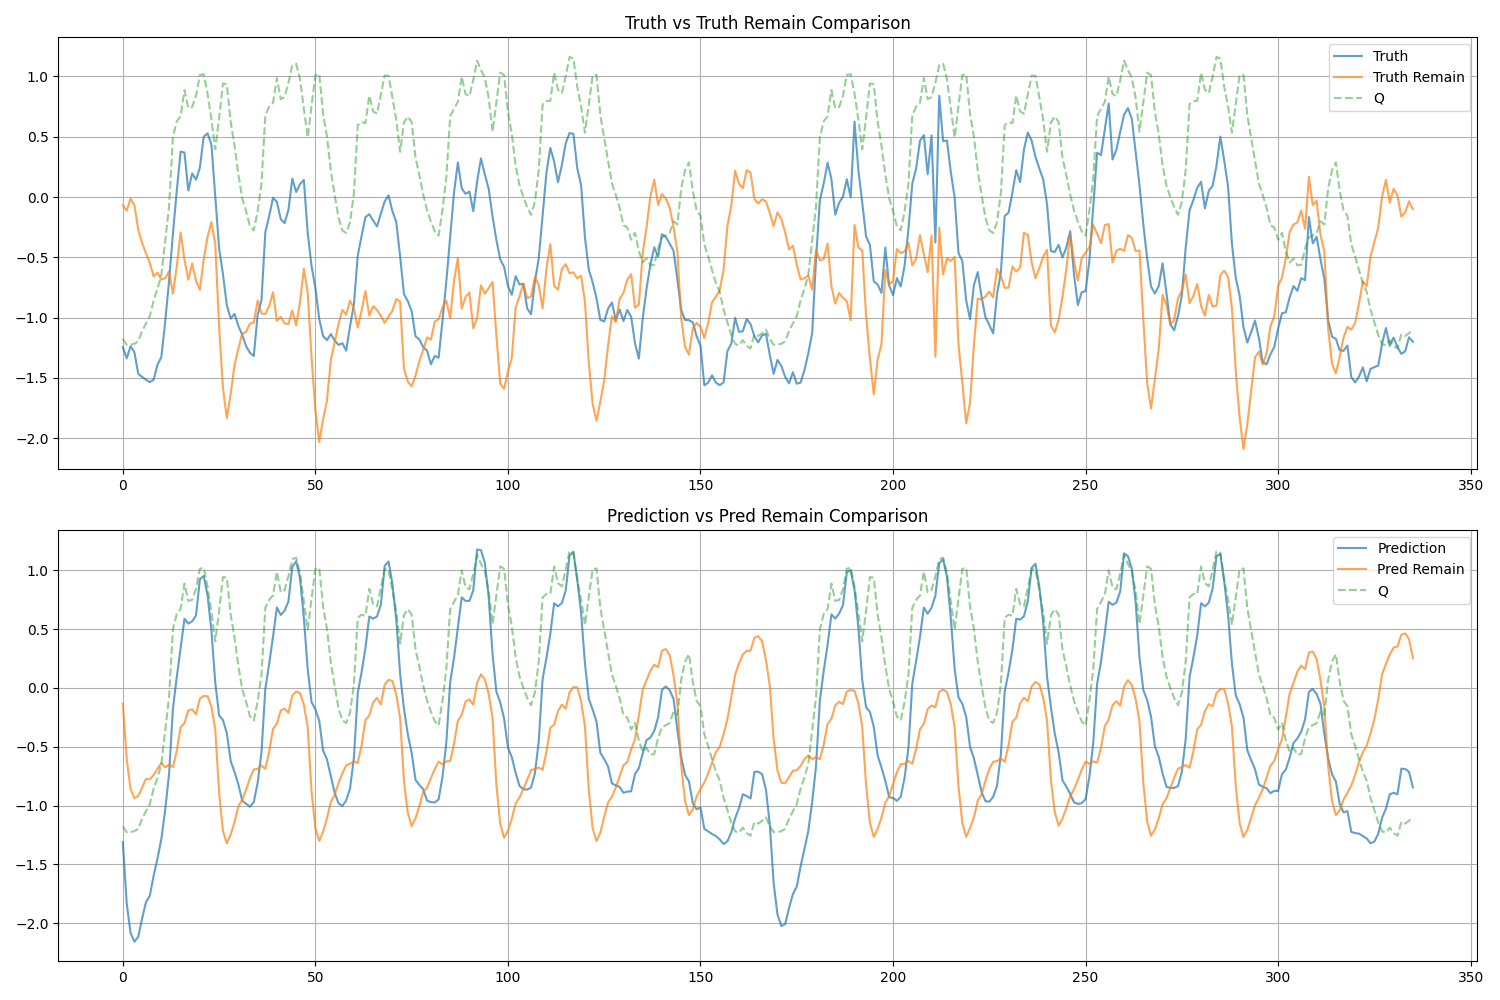 Truth vs Truth Remain Comparison
Truth
Truth Remain
Q
1.0
0.5
0.0
−0.5
−1.0
−1.5
−2.0
0 50 100 150 200 250 300 350
Prediction vs Pred Remain Comparison
Prediction
Pred Remain
Q
1.0
0.5
0.0
−0.5
−1.0
−1.5
−2.0
0 50 100 150 200 250 300 350